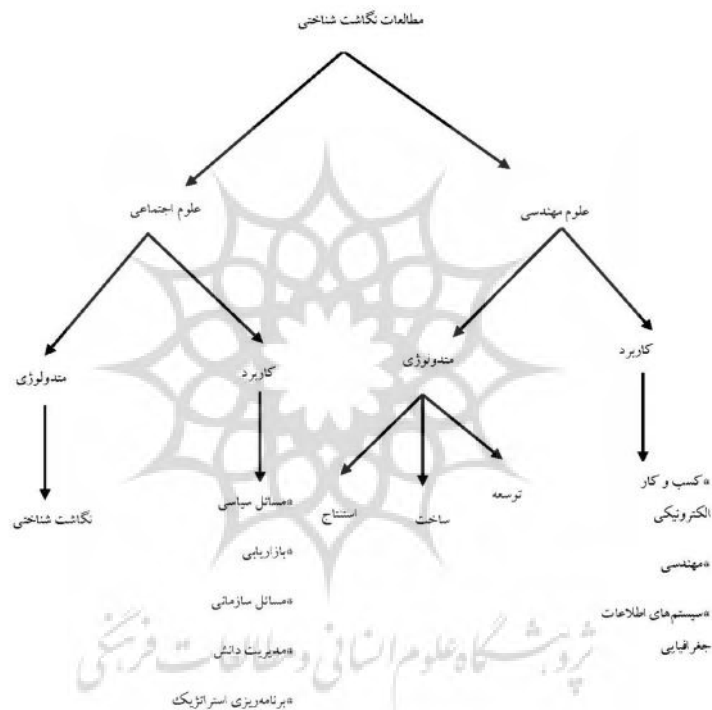 مطالعات نگاشت شناختی
علوم مهندسی
علوم اجتماعی
کاربرد
متدولوژی
کاربرد
متدولوژی
*کسب و کار
الکترونیکی
*مهندسی
*سیستم‌های اطلاعات
جغرافیایی
توسعه
ساخت
استنتاج
*مسائل سیاسی
*بازاریابی
*مسائل سازمانی
*مدیریت دانش
*برنامه‌ریزی استراتژیک
نگاشت شناختی
پژوهشگاه علوم انسانی و مطالعات فرهنگی